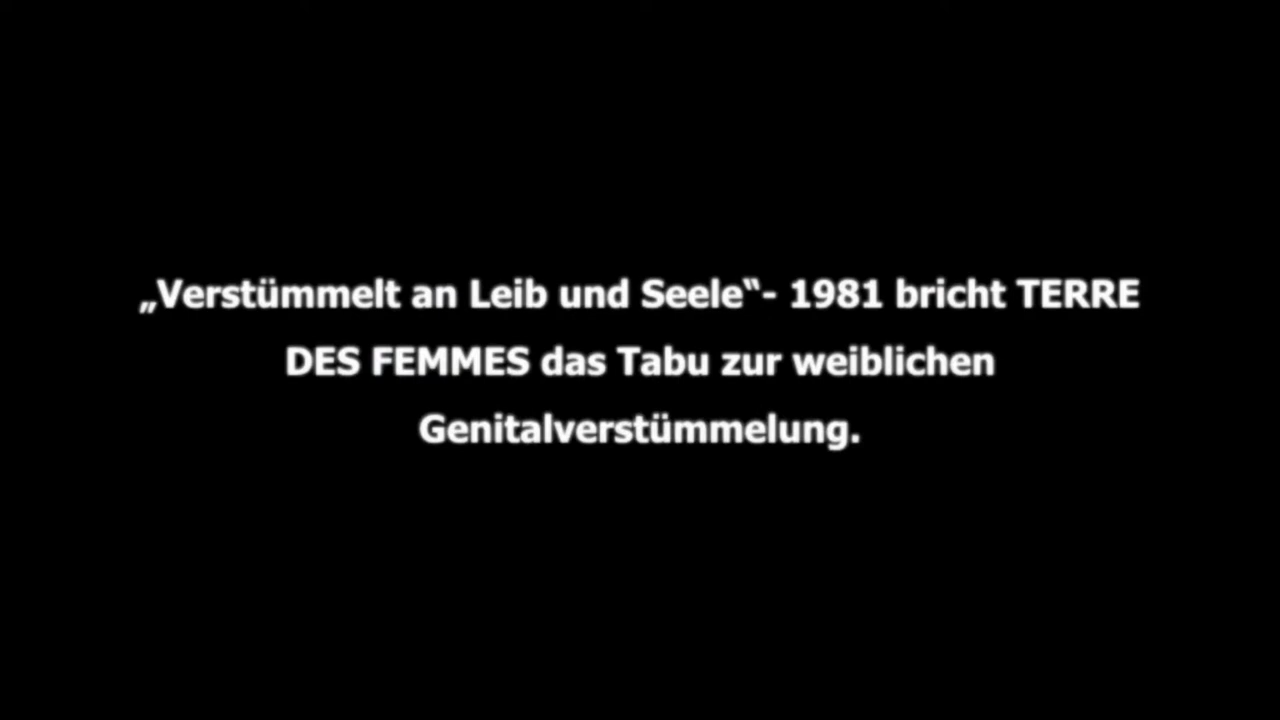 „Verstümmelt an Leib und Seele‟- 1981 bricht TERRE
DES FEMMES das Tabu zur weiblichen
Genitalverstümmelung.